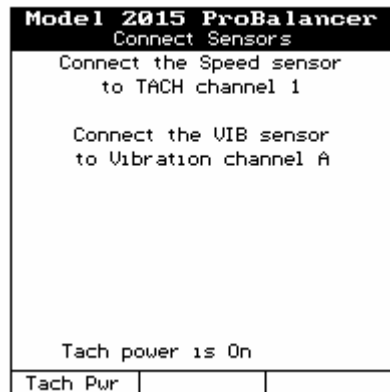 Model 2015 ProBalancer
Connect Sensors
Connect the Speed sensor
to TACH channel 1
Connect the VIB sensor
to Vibration channel A
Tach power is On
Tach Pwr